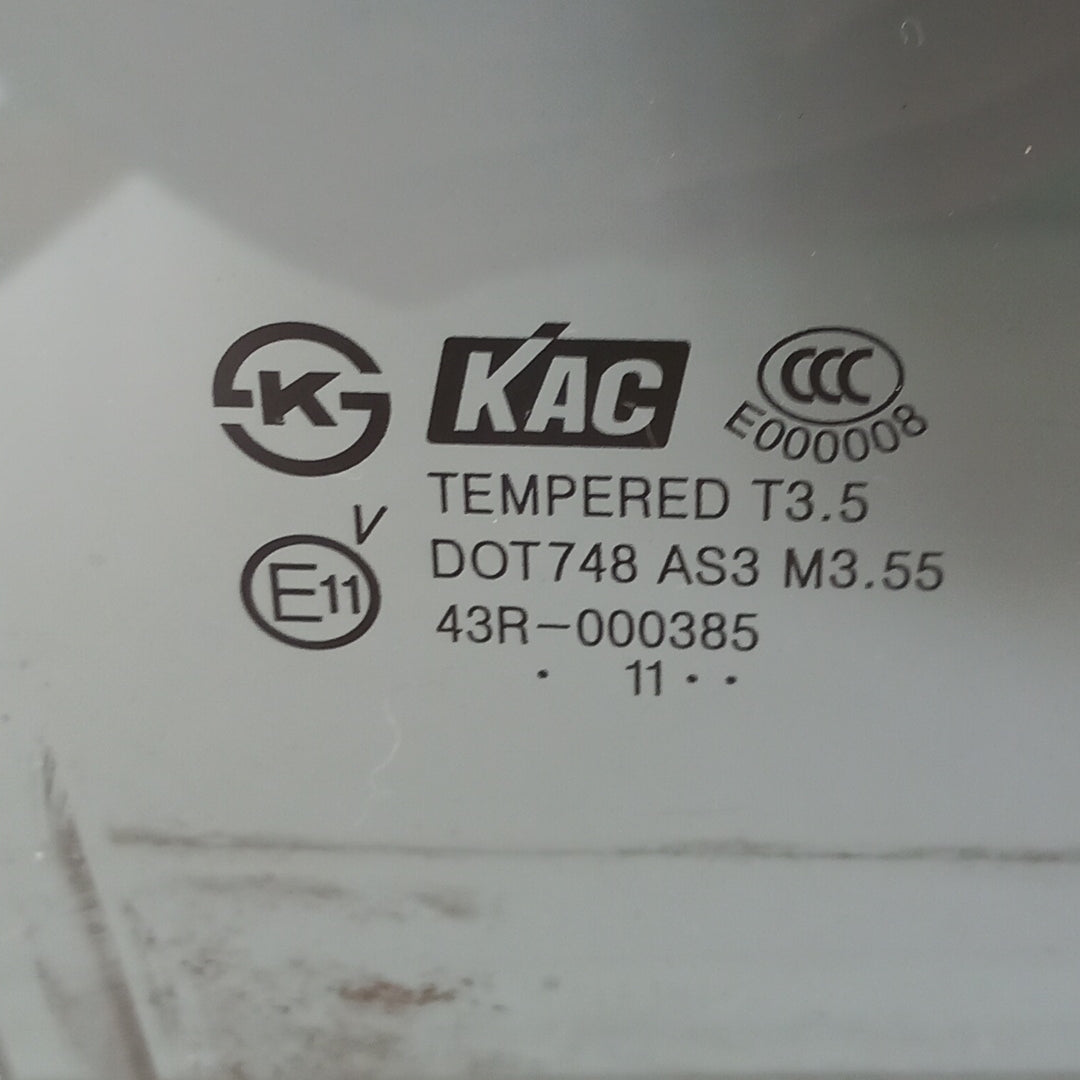 K
KAC
CCC
E000008
TEMPERED T3.5
V
E11
DOT748 AS3 M3.55
43R-000385
· 11 · ·